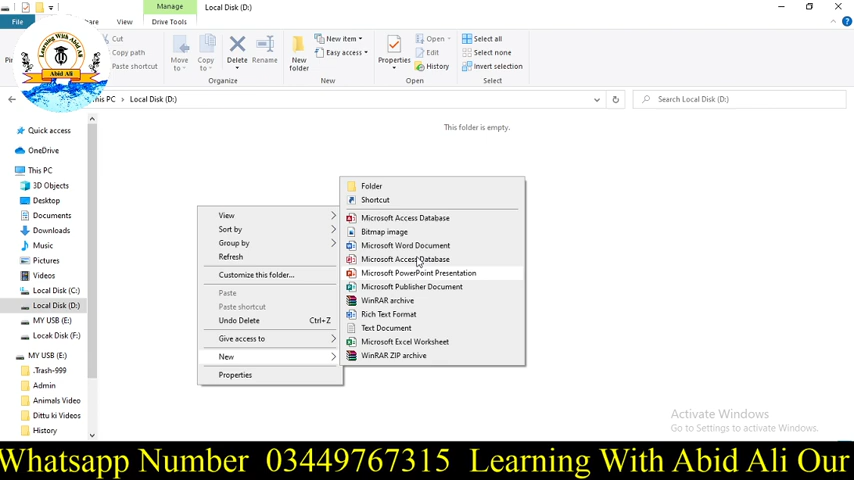 Manage
Local Disk (D:)
File
View
Drive Tools
Cut
Copy path
Paste shortcut
Move to
Copy to
Delete
Rename
Organize
New folder
New item
Easy access
New
Properties
Open
Edit
History
Open
Select all
Select none
Invert selection
Select
Learning With Abid Ali
Abid Ali
Local Disk (D:)
Search Local Disk (D:)
This folder is empty.
Quick access
OneDrive
This PC
3D Objects
Desktop
Documents
Downloads
Music
Pictures
Videos
Local Disk (C:)
Local Disk (D:)
MY USB (E:)
Locak Disk (F:)
MY USB (E:)
.Trash-999
Admin
Animals Video
Dittu ki Videos
History
View
Sort by
Group by
Refresh
Customize this folder...
Paste
Paste shortcut
Undo Delete Ctrl+Z
Give access to
New
Properties
Folder
Shortcut
Microsoft Access Database
Bitmap image
Microsoft Word Document
Microsoft Access Database
Microsoft PowerPoint Presentation
Microsoft Publisher Document
WinRAR archive
Rich Text Format
Text Document
Microsoft Excel Worksheet
WinRAR ZIP archive
Activate Windows
Go to Settings to activate Windows.
Whatsapp Number 03449767315 Learning With Abid Ali Our